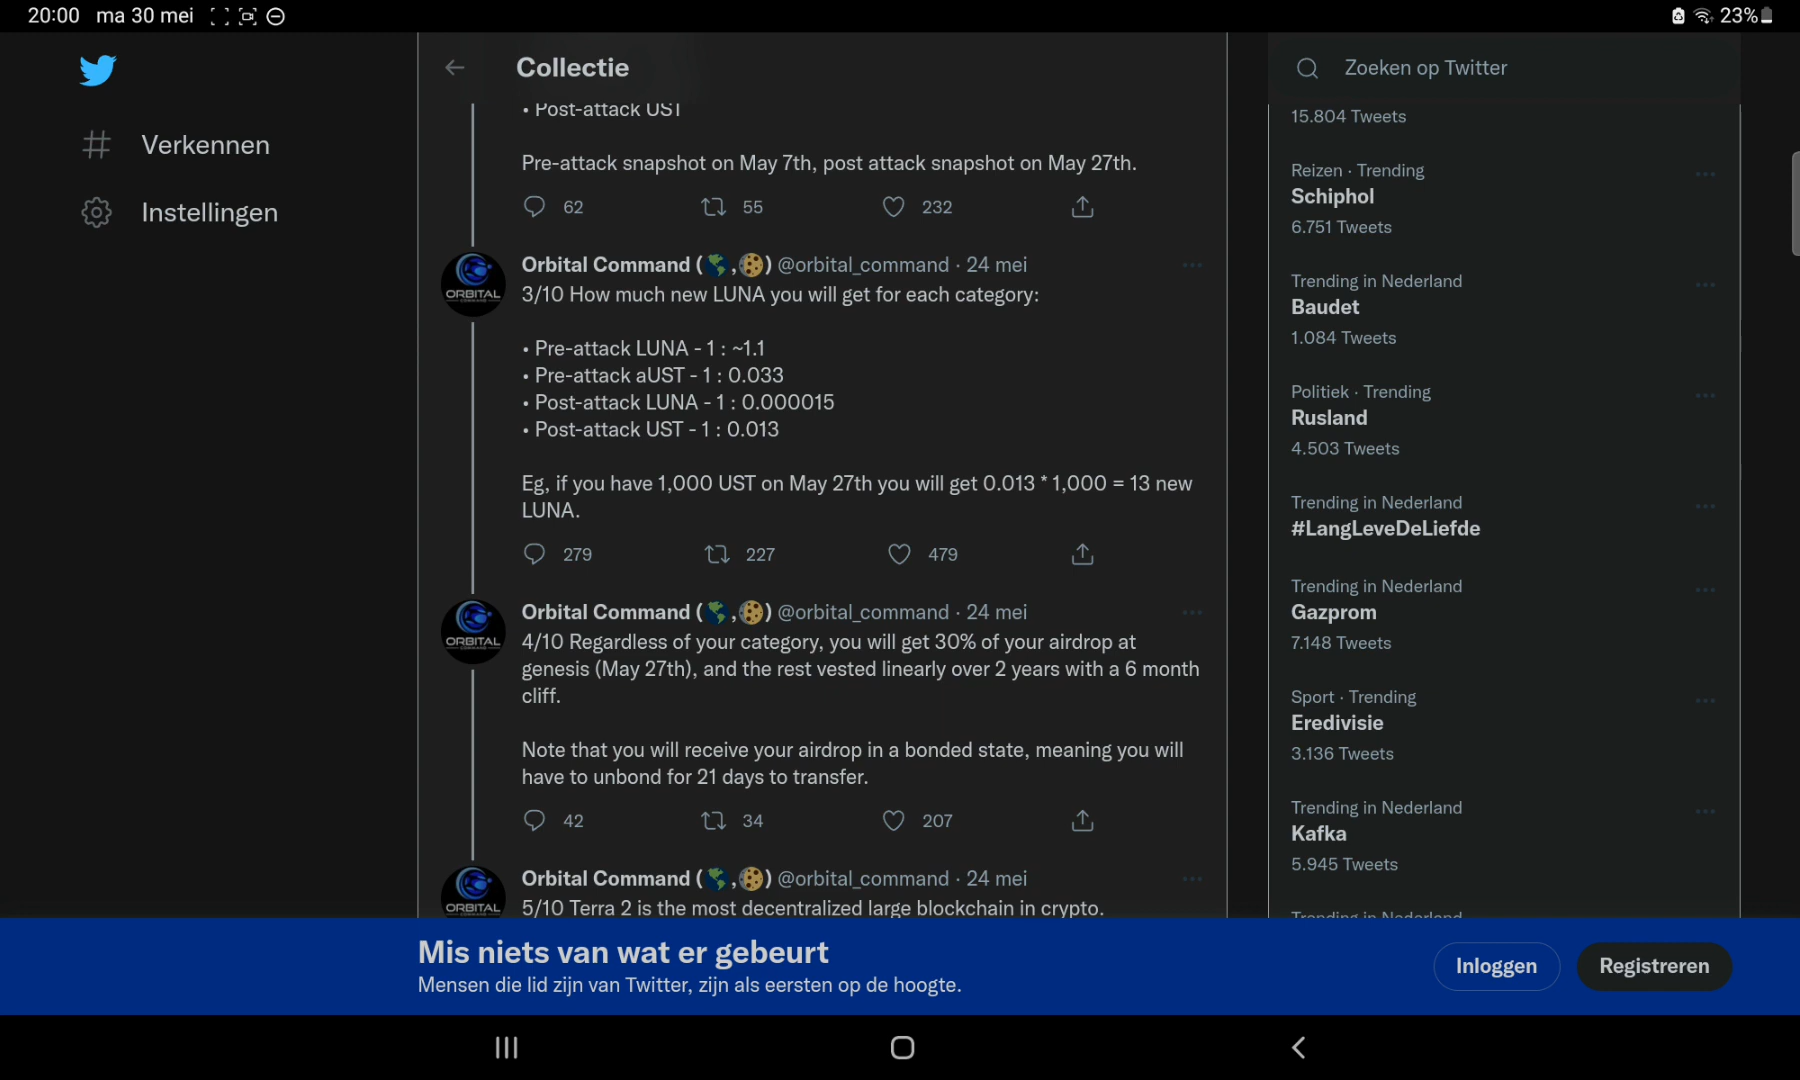 20:00 ma 30 mei
23%
Verkennen
Instellingen
Collectie
• Post-attack UST
Pre-attack snapshot on May 7th, post attack snapshot on May 27th.
62 55 232
Orbital Command (🌎,🍪) @orbital_command · 24 mei
ORBITAL
3/10 How much new LUNA you will get for each category:
• Pre-attack LUNA - 1 : ~1.1
• Pre-attack aUST - 1 : 0.033
• Post-attack LUNA - 1 : 0.000015
• Post-attack UST - 1 : 0.013
Eg, if you have 1,000 UST on May 27th you will get 0.013 * 1,000 = 13 new
LUNA.
279 227 479
Orbital Command (🌎,🍪) @orbital_command · 24 mei
ORBITAL
4/10 Regardless of your category, you will get 30% of your airdrop at
genesis (May 27th), and the rest vested linearly over 2 years with a 6 month
cliff.
Note that you will receive your airdrop in a bonded state, meaning you will
have to unbond for 21 days to transfer.
42 34 207
Orbital Command (🌎,🍪) @orbital_command · 24 mei
ORBITAL
5/10 Terra 2 is the most decentralized large blockchain in crypto.
Zoeken op Twitter
15.804 Tweets
Reizen · Trending
Schiphol
6.751 Tweets
Trending in Nederland
Baudet
1.084 Tweets
Politiek · Trending
Rusland
4.503 Tweets
Trending in Nederland
#LangLeveDeLiefde
Trending in Nederland
Gazprom
7.148 Tweets
Sport · Trending
Eredivisie
3.136 Tweets
Trending in Nederland
Kafka
5.945 Tweets
Trending in Nederland
Mis niets van wat er gebeurt
Mensen die lid zijn van Twitter, zijn als eersten op de hoogte.
Inloggen
Registreren